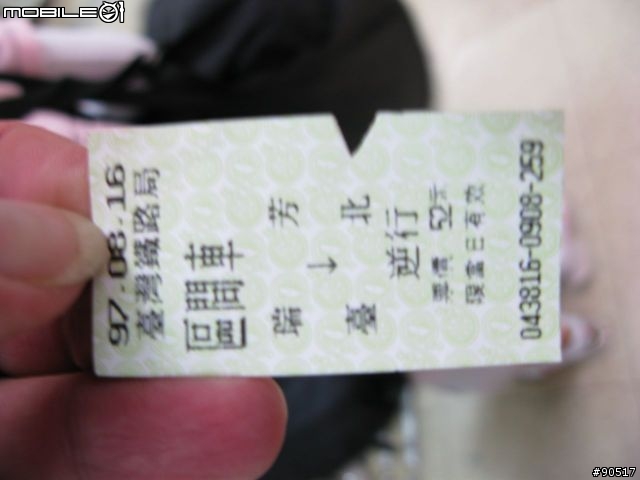 MOBILE01
97.08.16
臺灣鐵路局
區間車
瑞芳
↓
臺北
逆行
票價 52元
限當日有效
043816-0908-259
#90517